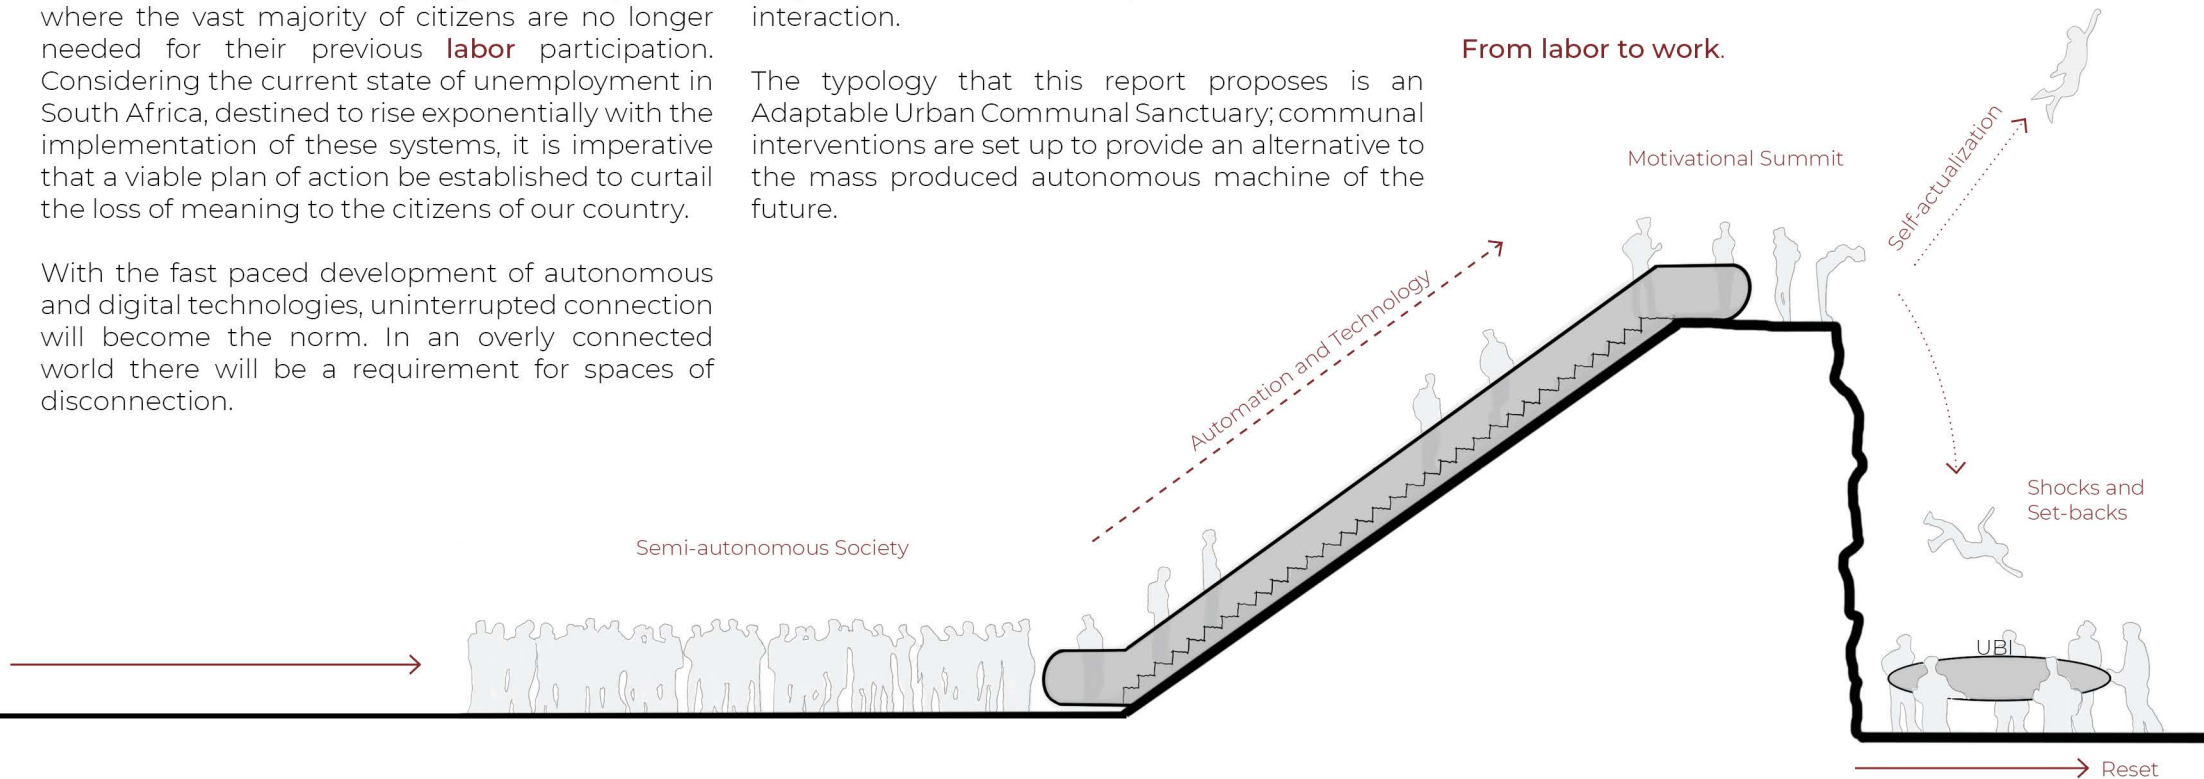 where the vast majority of citizens are no longer
needed for their previous labor participation.
Considering the current state of unemployment in
South Africa, destined to rise exponentially with the
implementation of these systems, it is imperative
that a viable plan of action be established to curtail
the loss of meaning to the citizens of our country.
With the fast paced development of autonomous
and digital technologies, uninterrupted connection
will become the norm. In an overly connected
world there will be a requirement for spaces of
disconnection.
interaction.
The typology that this report proposes is an
Adaptable Urban Communal Sanctuary; communal
interventions are set up to provide an alternative to
the mass produced autonomous machine of the
future.
From labor to work.
Semi-autonomous Society
Automation and Technology
Motivational Summit
Self-actualization
Shocks and
Set-backs
UBI
Reset